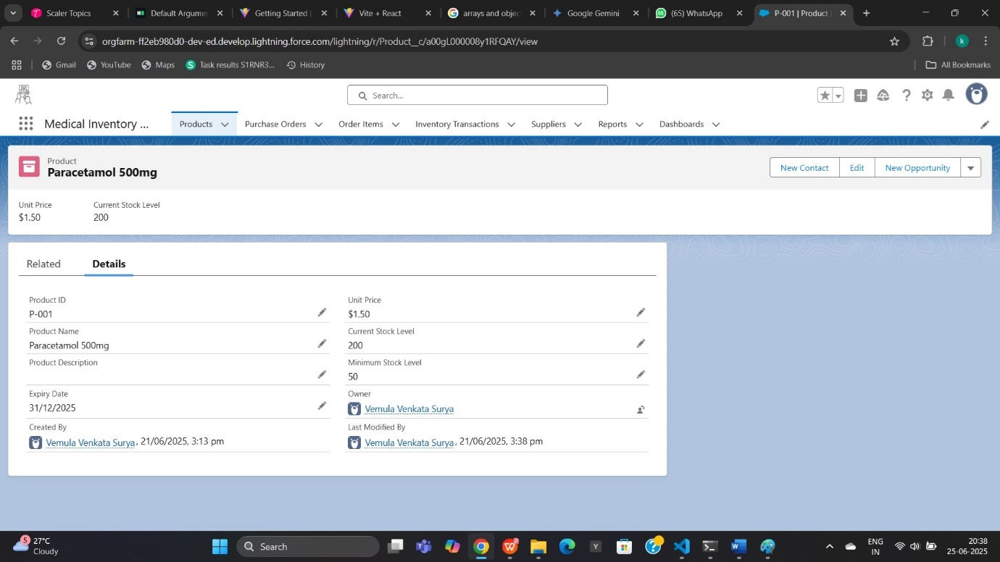 Scaler Topics
Default Argumer
Getting Started
Vite + React
arrays and objec
Google Gemini
(65) WhatsApp
P-001 | Product
orgfarm-ff2eb980d0-dev-ed.develop.lightning.force.com/lightning/r/Product__c/a00gL000008y1RFQAY/view
k
Gmail
YouTube
Maps
Task results S1RNR3...
History
All Bookmarks
Search...
Medical Inventory ...
Products
Purchase Orders
Order Items
Inventory Transactions
Suppliers
Reports
Dashboards
Product
Paracetamol 500mg
New Contact
Edit
New Opportunity
Unit Price
Current Stock Level
$1.50
200
Related
Details
Product ID
Unit Price
P-001
$1.50
Product Name
Current Stock Level
Paracetamol 500mg
200
Product Description
Minimum Stock Level
50
Expiry Date
Owner
31/12/2025
Vemula Venkata Surya
Created By
Last Modified By
Vemula Venkata Surya, 21/06/2025, 3:13 pm
Vemula Venkata Surya, 21/06/2025, 3:38 pm
5
27°C
Cloudy
Search
Y
ENG
IN
20:38
25-06-2025